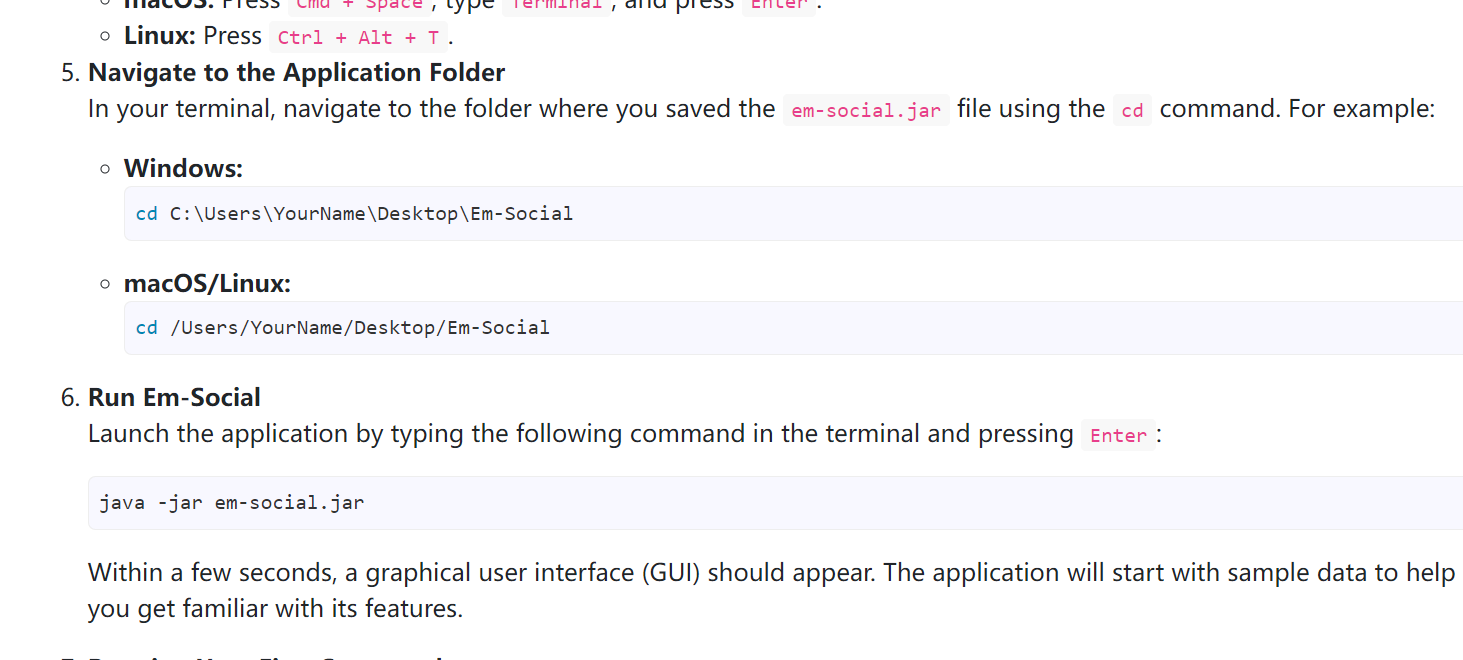 macOS: Press Cmd + Space, type Terminal, and press Enter.
Linux: Press Ctrl + Alt + T.
5. Navigate to the Application Folder
In your terminal, navigate to the folder where you saved the em-social.jar file using the cd command. For example:
Windows:
cd C:\Users\YourName\Desktop\Em-Social
macOS/Linux:
cd /Users/YourName/Desktop/Em-Social
6. Run Em-Social
Launch the application by typing the following command in the terminal and pressing Enter:
java -jar em-social.jar
Within a few seconds, a graphical user interface (GUI) should appear. The application will start with sample data to help
you get familiar with its features.